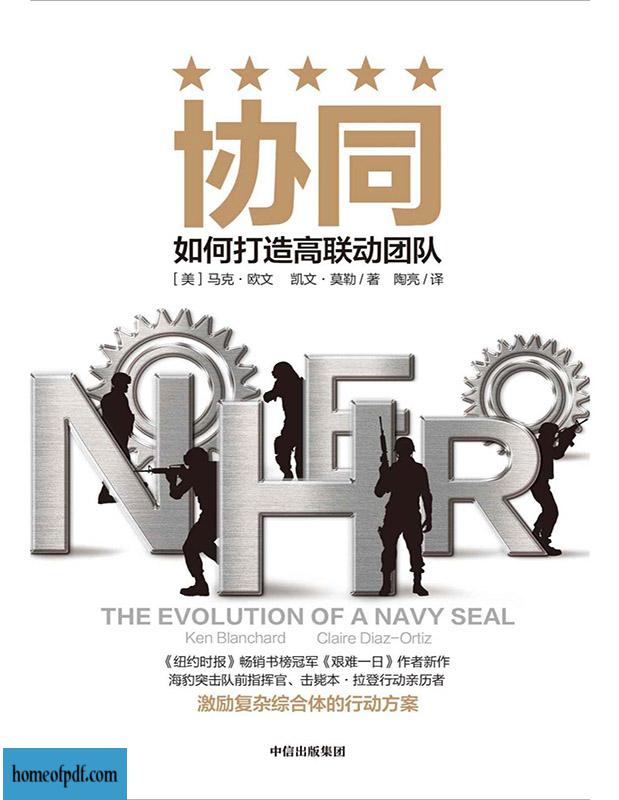 协同
如何打造高联动团队
[美]马克·欧文 凯文·莫勒/著 陶亮/译
NO HERO
THE EVOLUTION OF A NAVY SEAL
Ken Blanchard Claire Diaz-Ortiz
《纽约时报》畅销书榜冠军《艰难一日》作者新作
海豹突击队前指挥官、击毙本·拉登行动亲历者
激励复杂综合体的行动方案
中信出版集团
homeofpdf.com